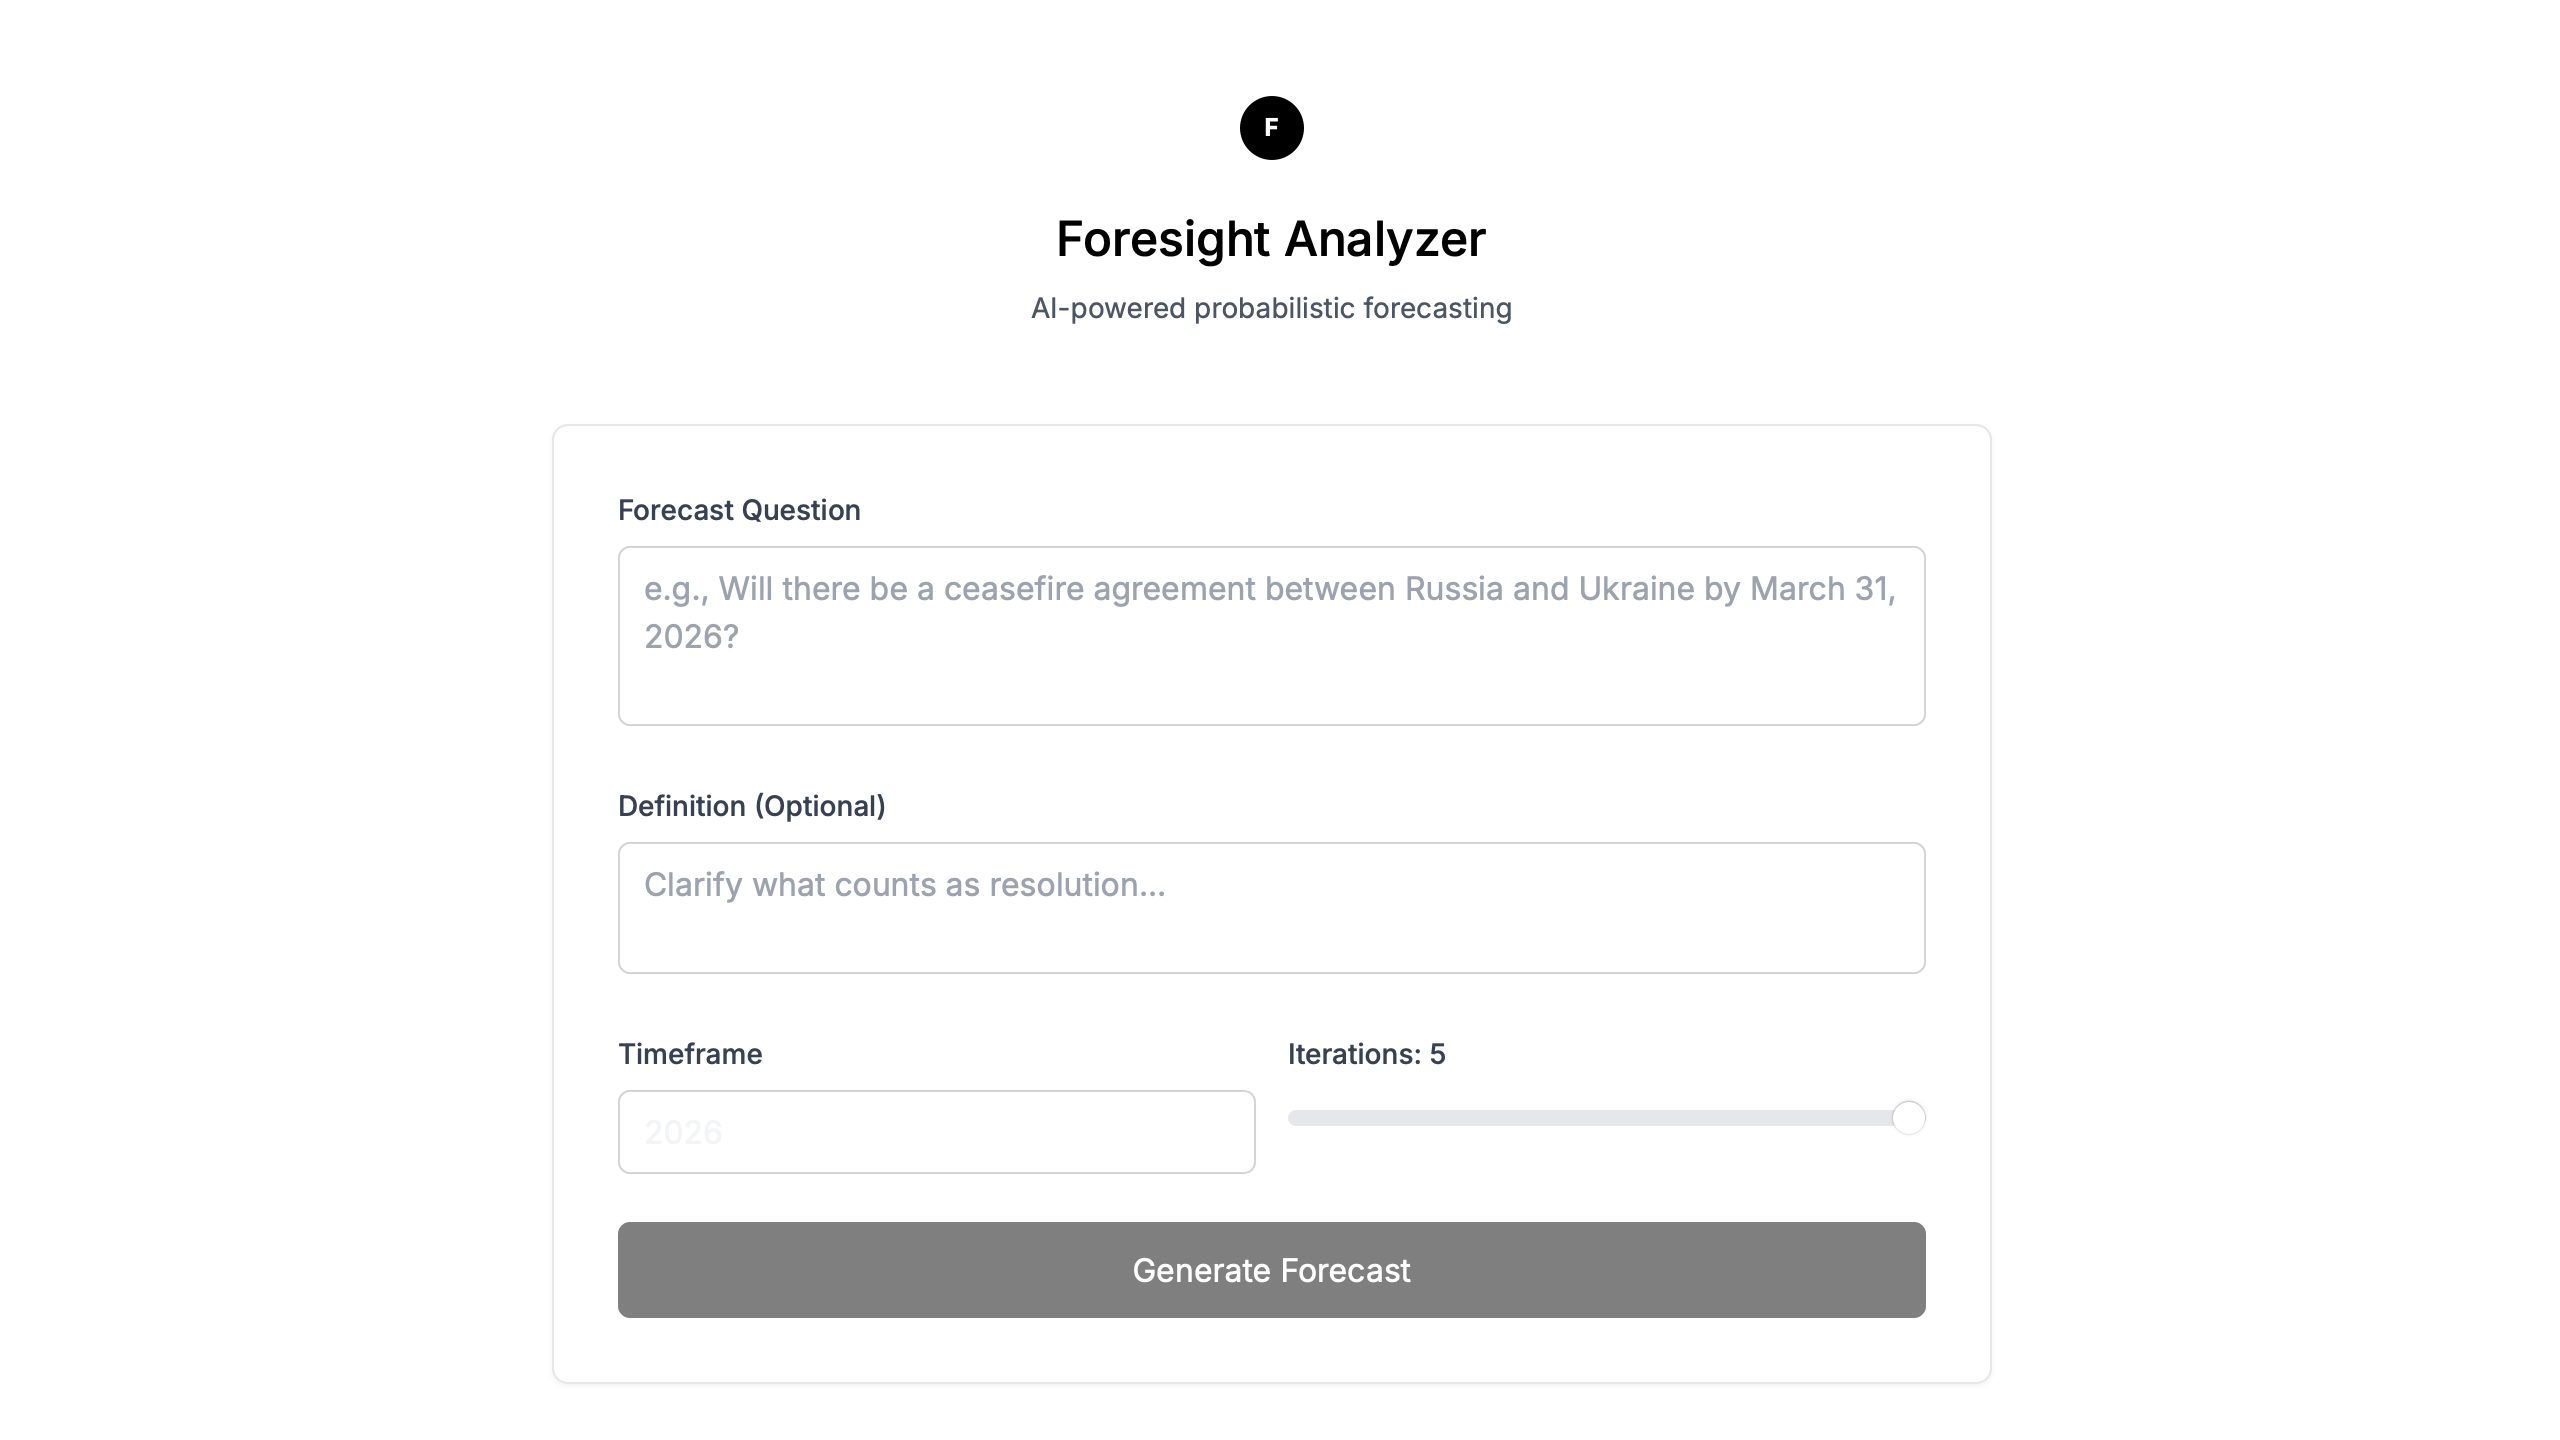 F
Foresight Analyzer
AI-powered probabilistic forecasting
Forecast Question
e.g., Will there be a ceasefire agreement between Russia and Ukraine by March 31,
2026?
Definition (Optional)
Clarify what counts as resolution...
Timeframe
Iterations: 5
2026
Generate Forecast